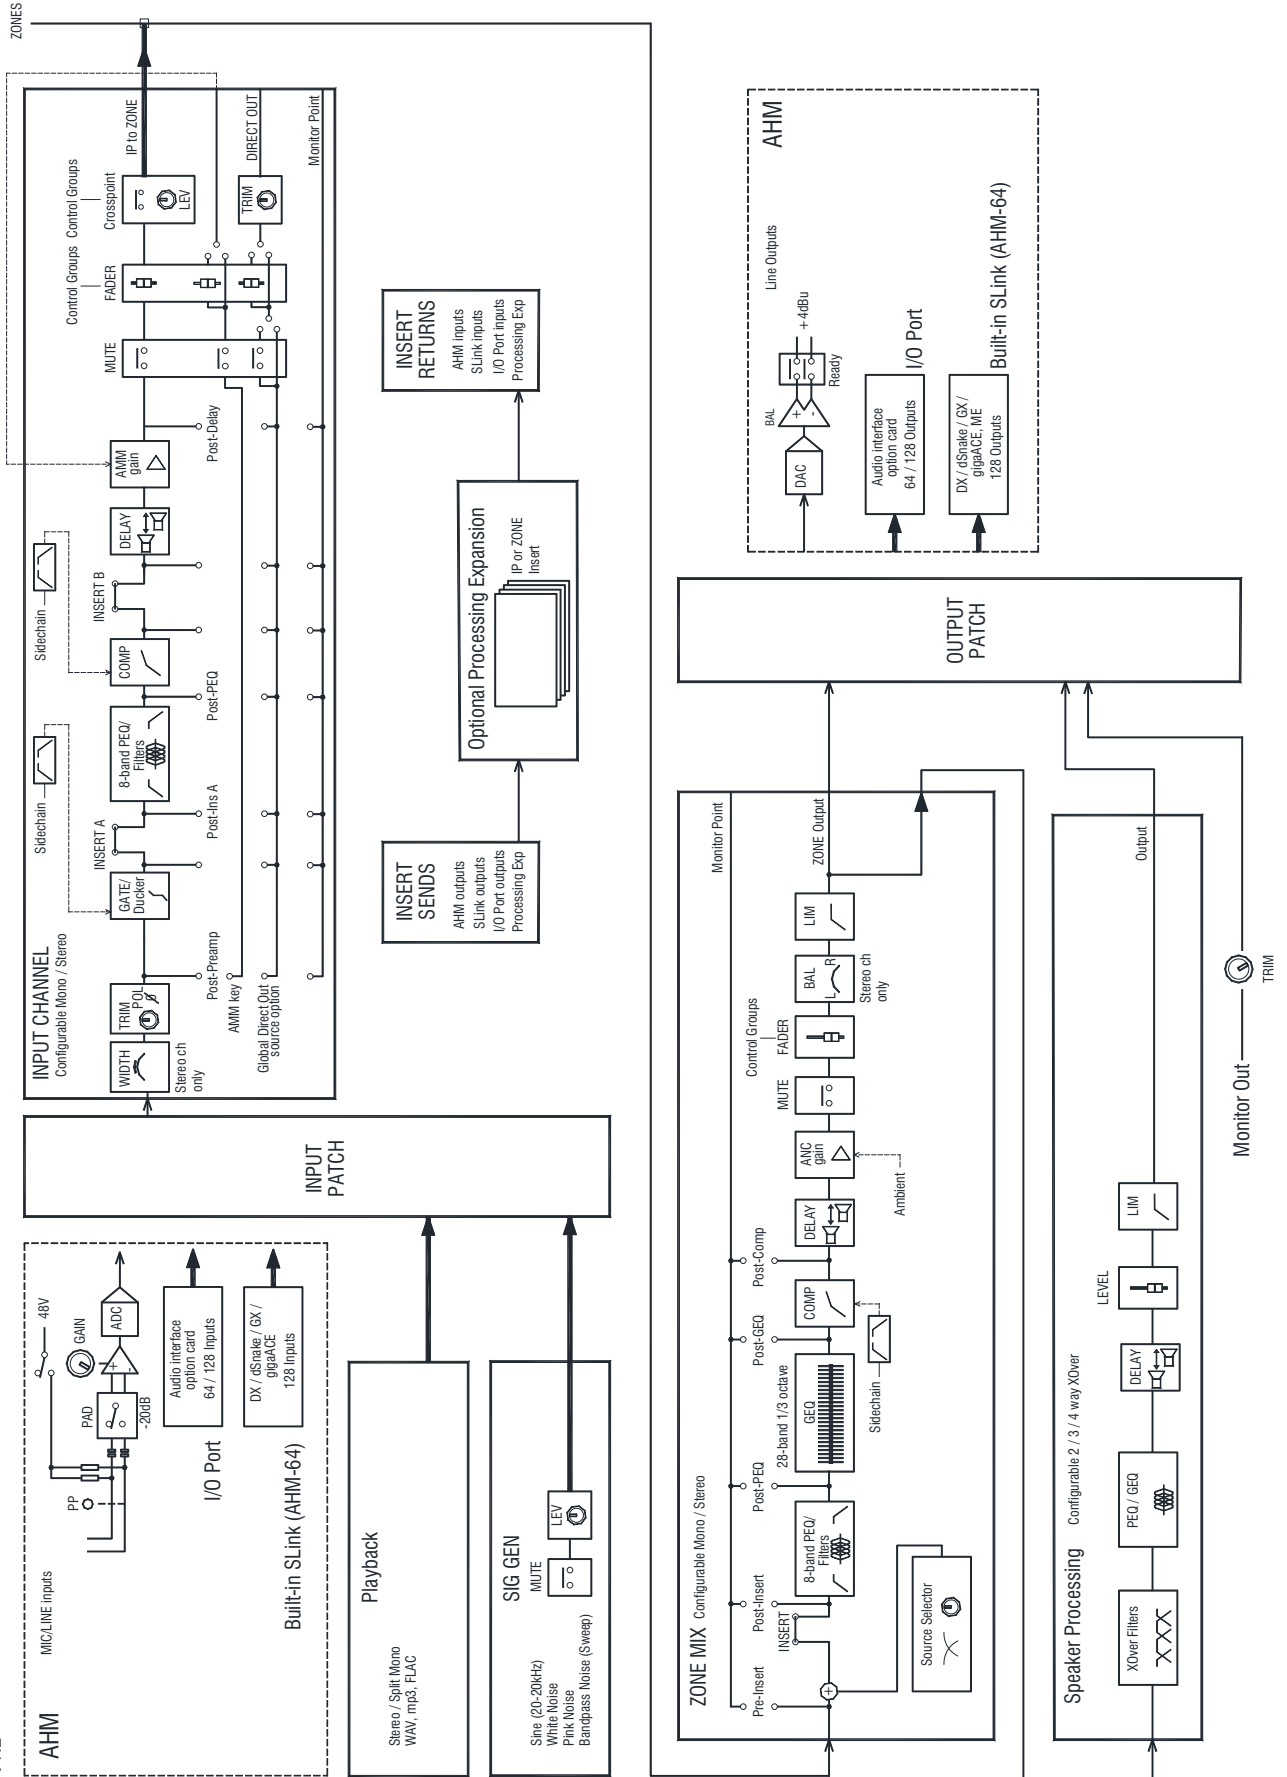 AHM
MIC/LINE inputs
PP
48V
PAD
-20dB
GAIN
+
-
ADC
Audio interface
option card
64 / 128 Inputs
I/O Port
DX / dSnake / GX /
gigaACE
128 Inputs
Built-in SLink (AHM-64)
Playback
Stereo / Split Mono
WAV, mp3, FLAC
SIG GEN
Sine (20-20kHz)
White Noise
Pink Noise
Bandpass Noise (Sweep)
MUTE
LEV
INPUT
PATCH
INPUT CHANNEL
Configurable Mono / Stereo
WIDTH
Stereo ch
only
TRIM
POL
Ø
Post-Preamp
AMM key
Global Direct Out
source option
GATE/
Ducker
Sidechain
INSERT A
Post-Ins A
8-band PEQ/
Filters
Post-PEQ
COMP
Sidechain
INSERT B
DELAY
AMM
gain
Post-Delay
MUTE
Control Groups
FADER
Control Groups
Crosspoint
LEV
TRIM
IP to ZONE
DIRECT OUT
Monitor Point
ZONES
INSERT
SENDS
AHM outputs
SLink outputs
I/O Port outputs
Processing Exp
Optional Processing Expansion
IP or ZONE
Insert
INSERT
RETURNS
AHM inputs
SLink inputs
I/O Port inputs
Processing Exp
ZONE MIX
Configurable Mono / Stereo
Pre-Insert
+
INSERT
Post-Insert
Source Selector
8-band PEQ/
Filters
Post-PEQ
28-band 1/3 octave
GEQ
Post-GEQ
COMP
Sidechain
Post-Comp
DELAY
ANC
gain
Ambient
MUTE
Control Groups
FADER
BAL
L
R
Stereo ch
only
LIM
ZONE Output
Monitor Point
Speaker Processing
Configurable 2 / 3 / 4 way XOver
XOver Filters
PEQ / GEQ
DELAY
LEVEL
LIM
Output
Monitor Out
TRIM
OUTPUT
PATCH
AHM
DAC
BAL
+
-
Ready
+4dBu
Line Outputs
Audio interface
option card
64 / 128 Outputs
I/O Port
DX / dSnake / GX /
gigaACE, ME
128 Outputs
Built-in SLink (AHM-64)